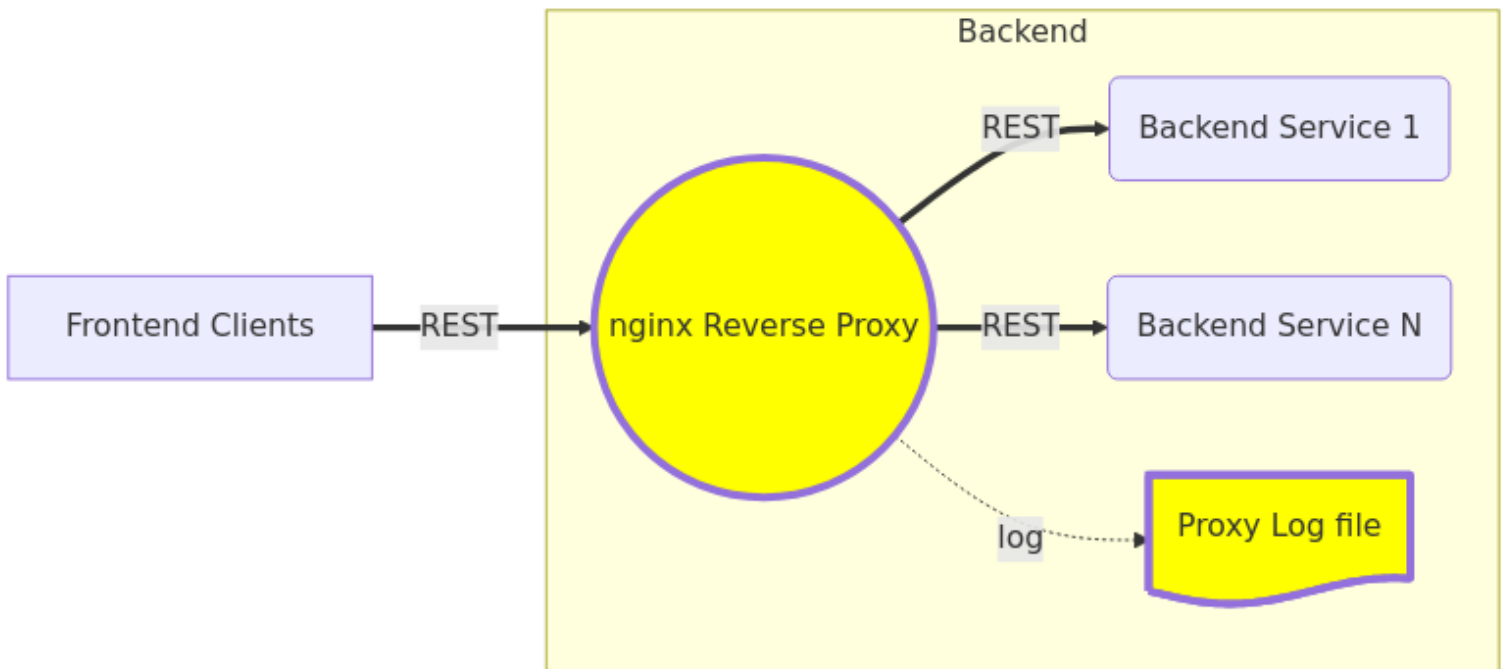 Backend
REST
Backend Service 1
Frontend Clients
REST
nginx Reverse Proxy
REST
Backend Service N
log
Proxy Log file